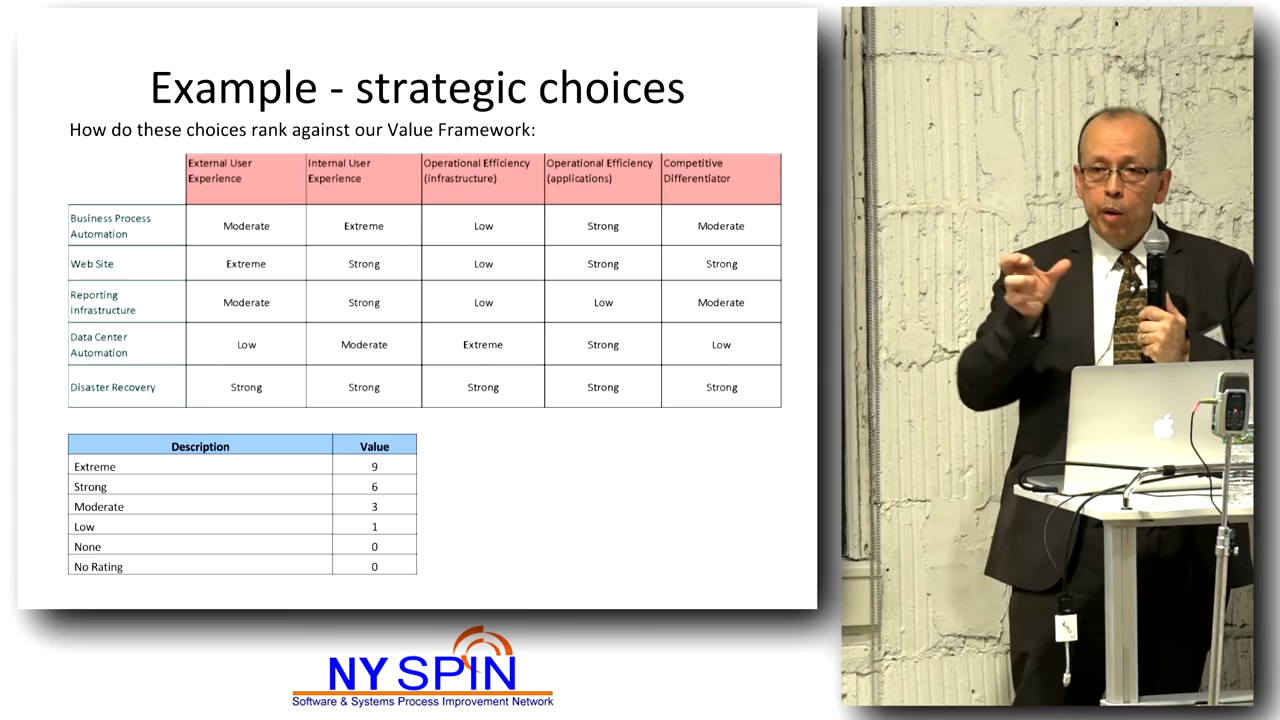 Example - strategic choices
How do these choices rank against our Value Framework:
External User Experience
Internal User Experience
Operational Efficiency (infrastructure)
Operational Efficiency (applications)
Competitive Differentiator
Business Process Automation
Moderate
Extreme
Low
Strong
Moderate
Web Site
Extreme
Strong
Low
Strong
Strong
Reporting Infrastructure
Moderate
Strong
Low
Low
Moderate
Data Center Automation
Low
Moderate
Extreme
Strong
Low
Disaster Recovery
Strong
Strong
Strong
Strong
Strong
Description Value
Extreme 9
Strong 6
Moderate 3
Low 1
None 0
No Rating 0
NY SPIN
Software & Systems Process Improvement Network